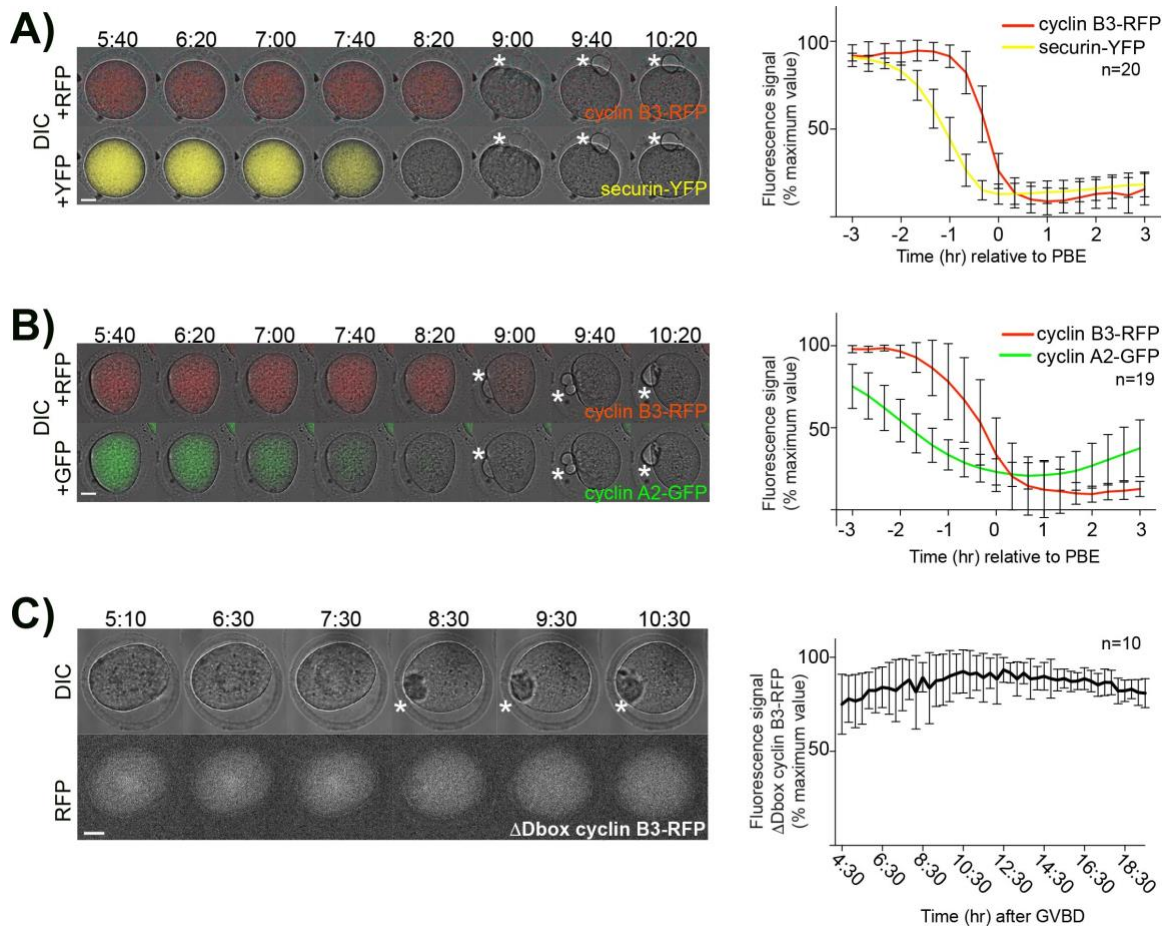 A)
5:40 6:20 7:00 7:40 8:20 9:00 9:40 10:20
DIC
+RFP
* * *
cyclin B3-RFP
+YFP
* * *
securin-YFP
cyclin B3-RFP
securin-YFP
n=20
Fluorescence signal
(% maximum value)
100
50
-3 -2 -1 0 1 2 3
Time (hr) relative to PBE
B)
5:40 6:20 7:00 7:40 8:20 9:00 9:40 10:20
DIC
+RFP
* * *
cyclin B3-RFP
+GFP
* * *
cyclin A2-GFP
cyclin B3-RFP
cyclin A2-GFP
n=19
Fluorescence signal
(% maximum value)
100
50
-3 -2 -1 0 1 2 3
Time (hr) relative to PBE
C)
5:10 6:30 7:30 8:30 9:30 10:30
DIC
* * *
RFP
ΔDbox cyclin B3-RFP
n=10
Fluorescence signal
ΔDbox cyclin B3-RFP
(% maximum value)
100
50
4:30 6:30 8:30 10:30 12:30 14:30 16:30 18:30
Time (hr) after GVBD